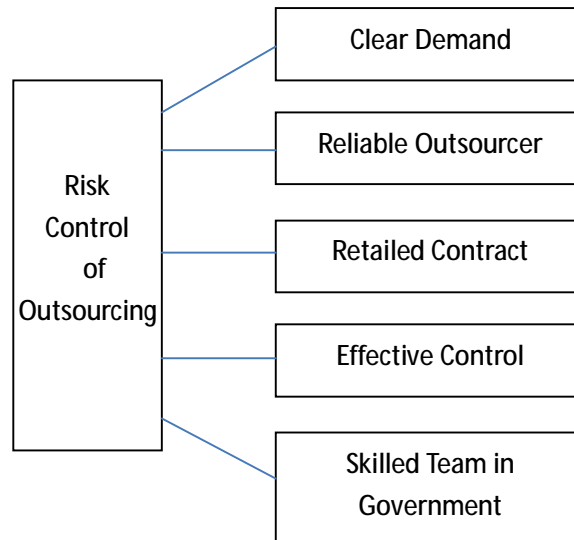 Risk
Control
of
Outsourcing
Clear Demand
Reliable Outsourcer
Retailed Contract
Effective Control
Skilled Team in
Government